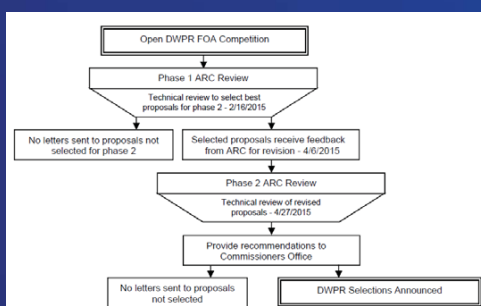 Open DWPR FOA Competition
Phase 1 ARC Review
Technical review to select best
proposals for phase 2 - 2/16/2015
No letters sent to proposals not
selected for phase 2
Selected proposals receive feedback
from ARC for revision - 4/6/2015
Phase 2 ARC Review
Technical review of revised
proposals - 4/27/2015
Provide recommendations to
Commissioners Office
No letters sent to proposals
not selected
DWPR Selections Announced